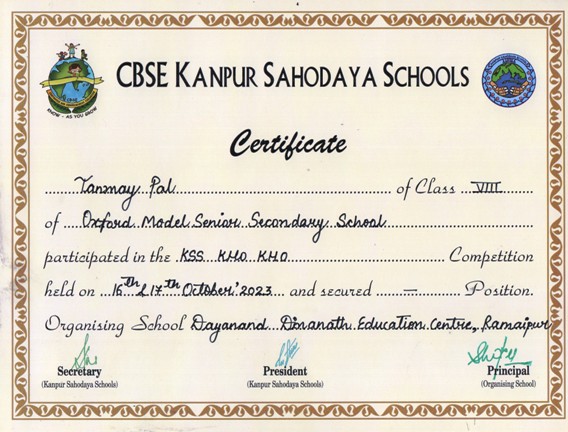 CBSE KANPUR SAHODAYA SCHOOLS
KNOW - AS YOU GROW
Certificate
Tanmay Pal of Class VIII
of Oxford Model Senior Secondary School
participated in the KSS KHO KHO Competition
held on 16th & 17th October'2023 and secured — Position.
Organising School Dayanand Dinanath Education Centre, Ramaipur
Secretary President Principal
(Kanpur Sahodaya Schools) (Kanpur Sahodaya Schools) (Organising School)